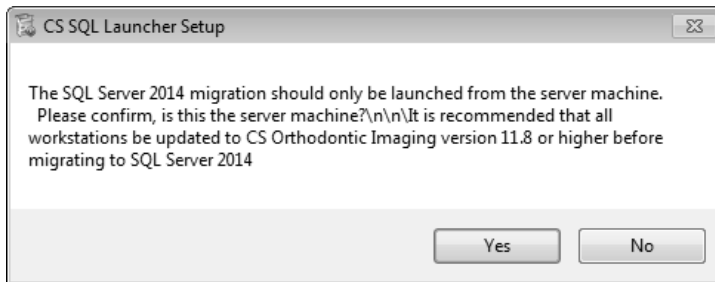 CS SQL Launcher Setup
The SQL Server 2014 migration should only be launched from the server machine.
Please confirm, is this the server machine?\n\n\It is recommended that all
workstations be updated to CS Orthodontic Imaging version 11.8 or higher before
migrating to SQL Server 2014
Yes No